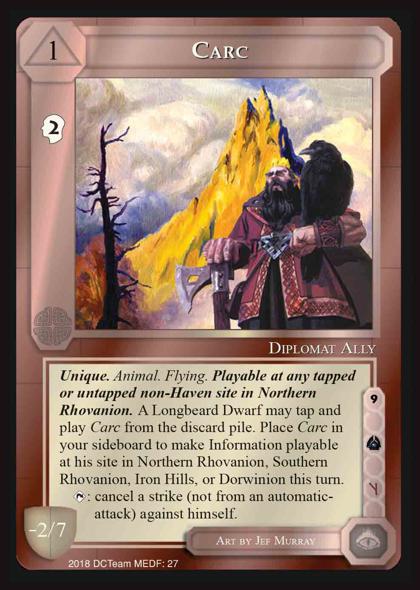 1
CARC
2
DIPLOMAT ALLY
Unique. Animal. Flying. Playable at any tapped
or untapped non-Haven site in Northern
Rhovanion. A Longbeard Dwarf may tap and
play Carc from the discard pile. Place Carc in
your sideboard to make Information playable
at his site in Northern Rhovanion, Southern
Rhovanion, Iron Hills, or Dorwinion this turn.
: cancel a strike (not from an automatic-
attack) against himself.
9
-2/7
ART BY JEF MURRAY
2018 DCTeam MEDF: 27